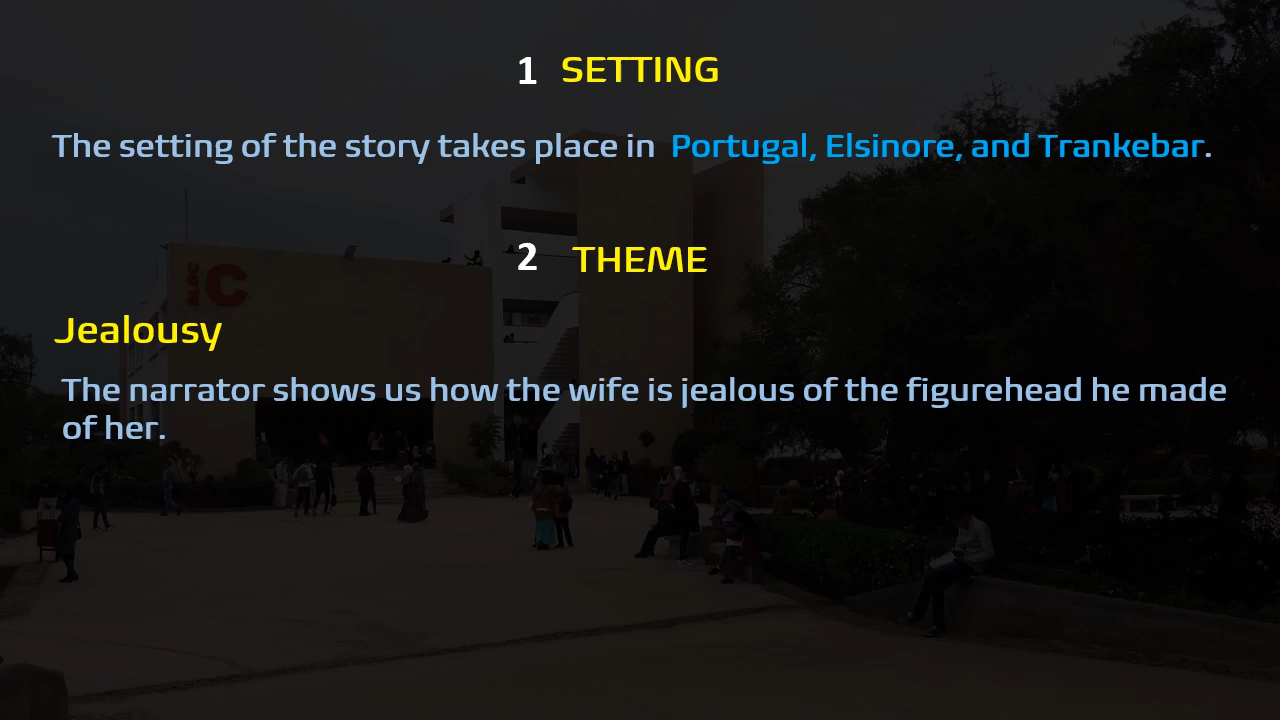 1 SETTING
The setting of the story takes place in Portugal, Elsinore, and Trankebar.
2 THEME
BLOC C
Jealousy
The narrator shows us how the wife is jealous of the figurehead he made
of her.